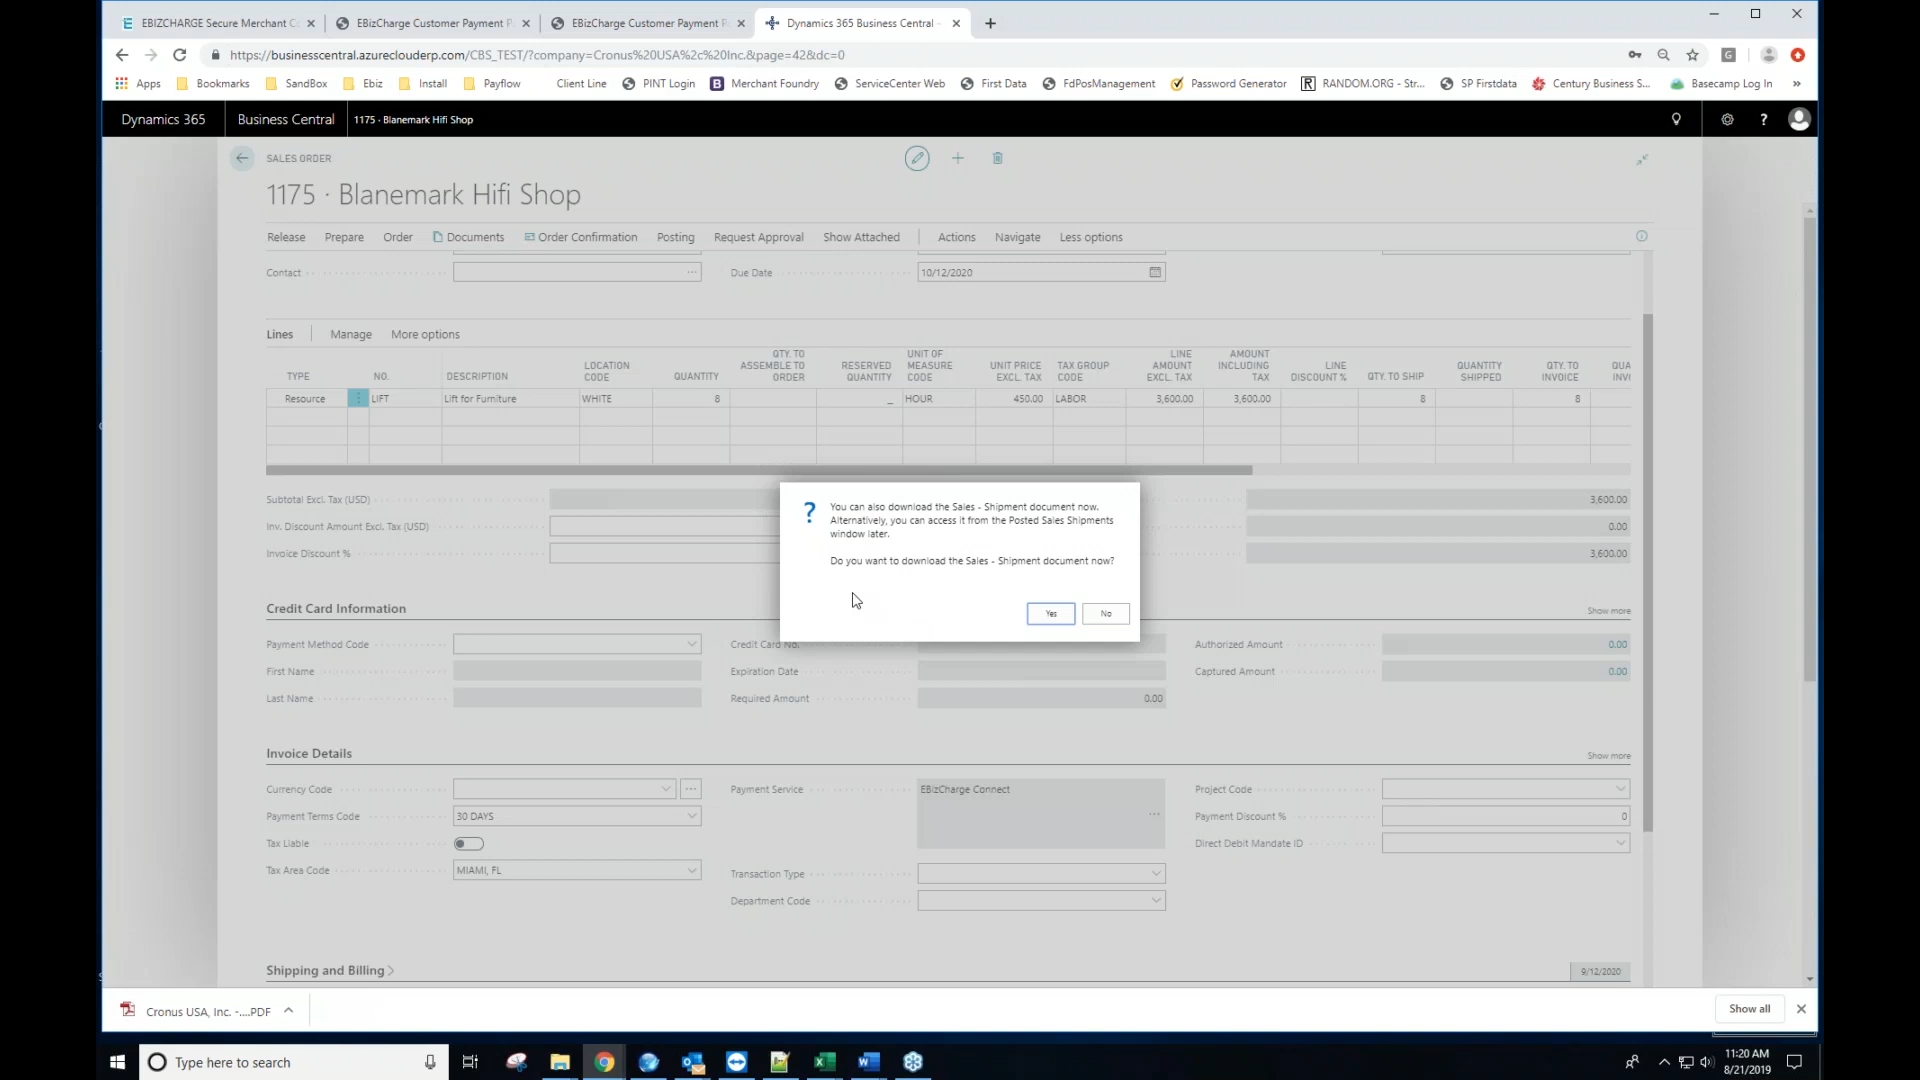 EBIZCHARGE Secure Merchant C
EBizCharge Customer Payment P
EBizCharge Customer Payment P
Dynamics 365 Business Central -
https://businesscentral.azureclouderp.com/CBS_TEST/?company=Cronus%20USA%2c%20Inc.&page=42&dc=0
Apps Bookmarks SandBox Ebiz Install Payflow Client Line PINT Login Merchant Foundry ServiceCenter Web First Data FdPosManagement Password Generator RANDOM.ORG - Str... SP Firstdata Century Business S... Basecamp Log In »
Dynamics 365 Business Central 1175 · Blanemark Hifi Shop
SALES ORDER
1175 · Blanemark Hifi Shop
Release Prepare Order Documents Order Confirmation Posting Request Approval Show Attached Actions Navigate Less options
Contact Due Date 10/12/2020
Lines Manage More options
TYPE NO. DESCRIPTION LOCATION CODE QUANTITY QTY. TO ASSEMBLE TO ORDER RESERVED QUANTITY UNIT OF MEASURE CODE UNIT PRICE EXCL. TAX TAX GROUP CODE LINE AMOUNT EXCL. TAX AMOUNT INCLUDING TAX LINE DISCOUNT % QTY. TO SHIP QUANTITY SHIPPED QTY. TO INVOICE QUA INVI
Resource LIFT Lift for Furniture WHITE 8 _ HOUR 450.00 LABOR 3,600.00 3,600.00 8 8
Subtotal Excl. Tax (USD) 3,600.00
Inv. Discount Amount Excl. Tax (USD) 0.00
Invoice Discount % 3,600.00
?
You can also download the Sales - Shipment document now.
Alternatively, you can access it from the Posted Sales Shipments
window later.
Do you want to download the Sales - Shipment document now?
Yes No
Credit Card Information Show more
Payment Method Code Credit Card No. Authorized Amount 0.00
First Name Expiration Date Captured Amount 0.00
Last Name Required Amount 0.00
Invoice Details Show more
Currency Code Payment Service EBizCharge Connect Project Code
Payment Terms Code 30 DAYS Payment Discount % 0
Tax Liable Direct Debit Mandate ID
Tax Area Code MIAMI, FL Transaction Type
Department Code
Shipping and Billing > 9/12/2020
Cronus USA, Inc. -....PDF Show all
Type here to search
11:20 AM
8/21/2019